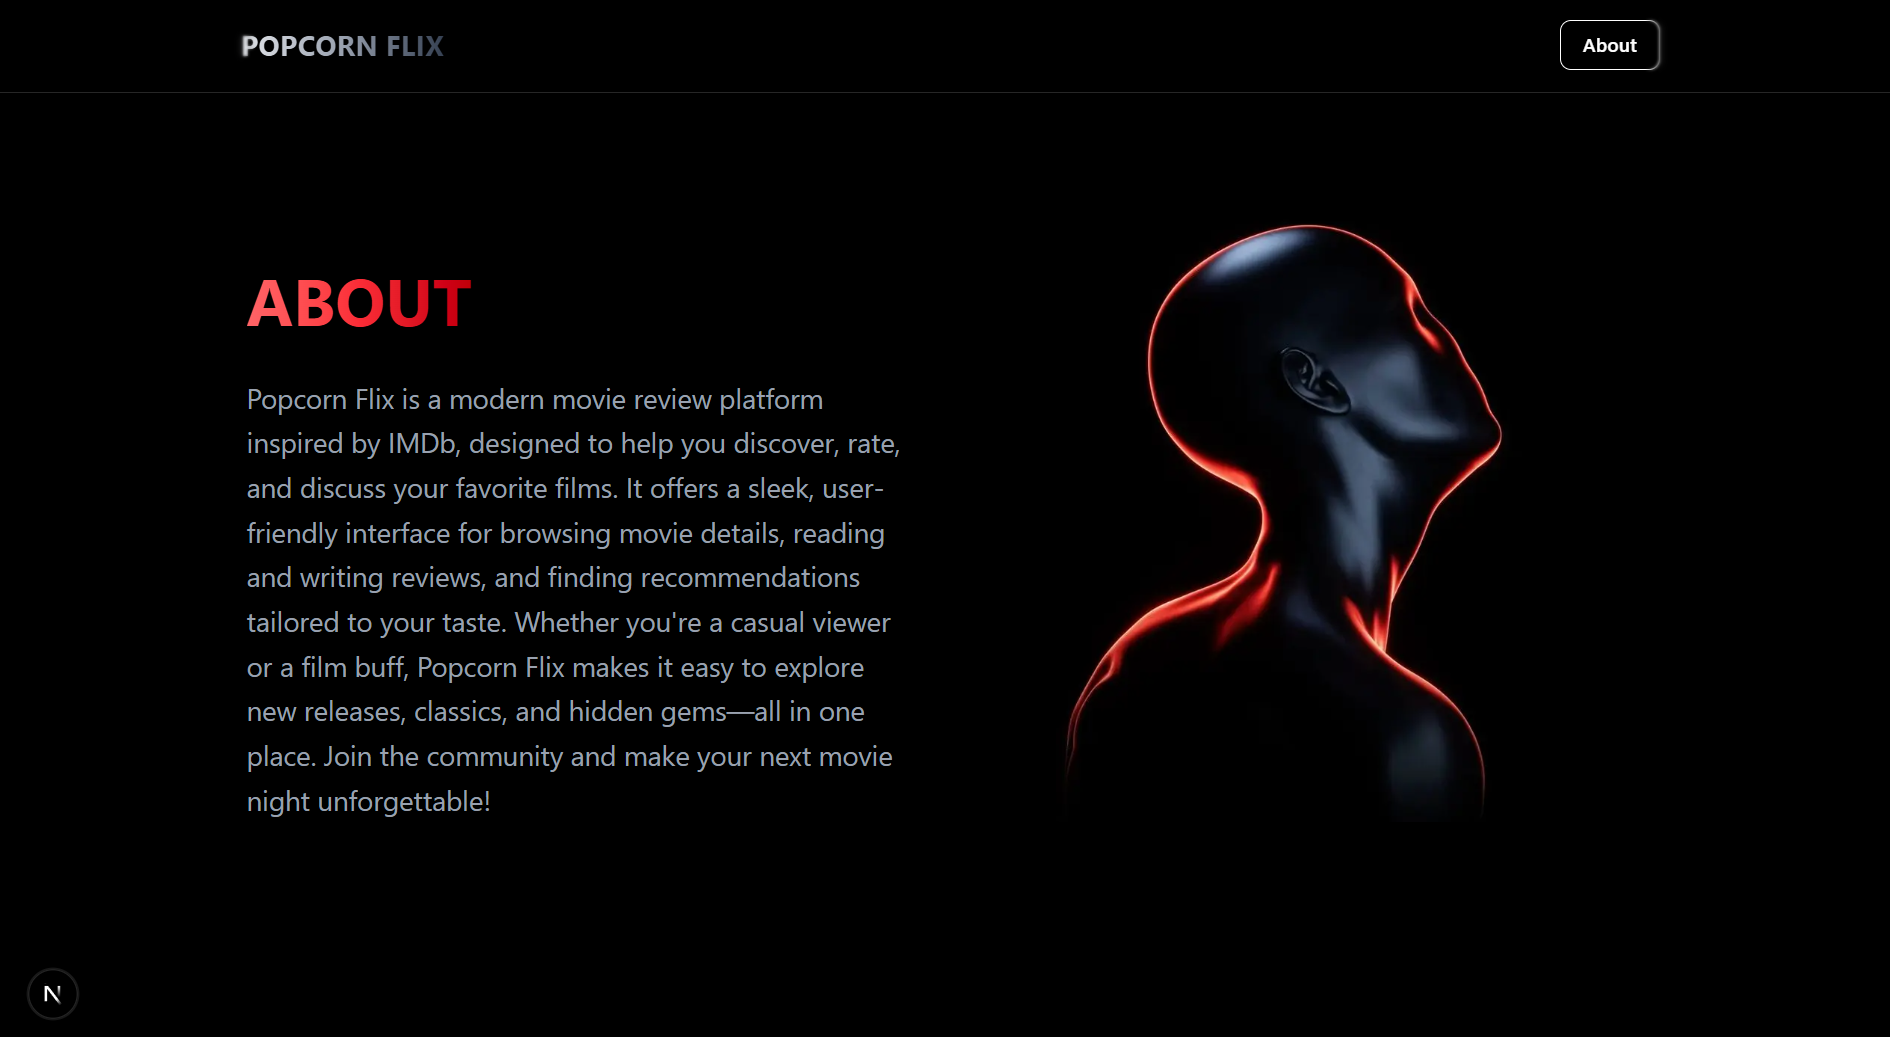 POPCORN FLIX
About
ABOUT
Popcorn Flix is a modern movie review platform
inspired by IMDb, designed to help you discover, rate,
and discuss your favorite films. It offers a sleek, user-
friendly interface for browsing movie details, reading
and writing reviews, and finding recommendations
tailored to your taste. Whether you're a casual viewer
or a film buff, Popcorn Flix makes it easy to explore
new releases, classics, and hidden gems—all in one
place. Join the community and make your next movie
night unforgettable!
N